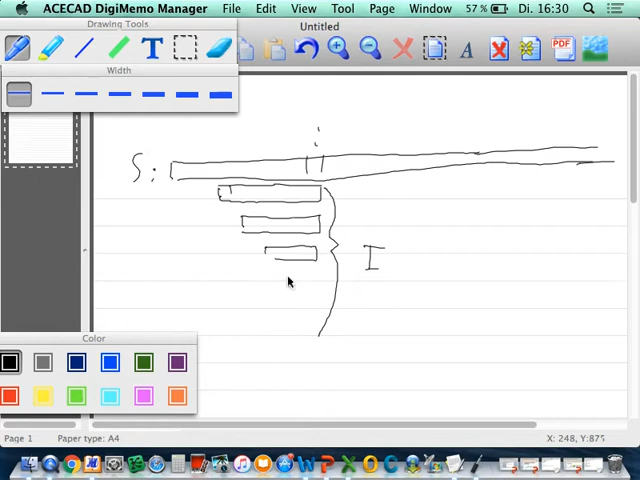 ACECAD DigiMemo Manager File Edit View Tool Page Window 57 % Di. 16:30
Drawing Tools
Untitled
T
A
PDF
Width
i
S:
I
Color
Page 1 Paper type: A4 X: 248, Y:875